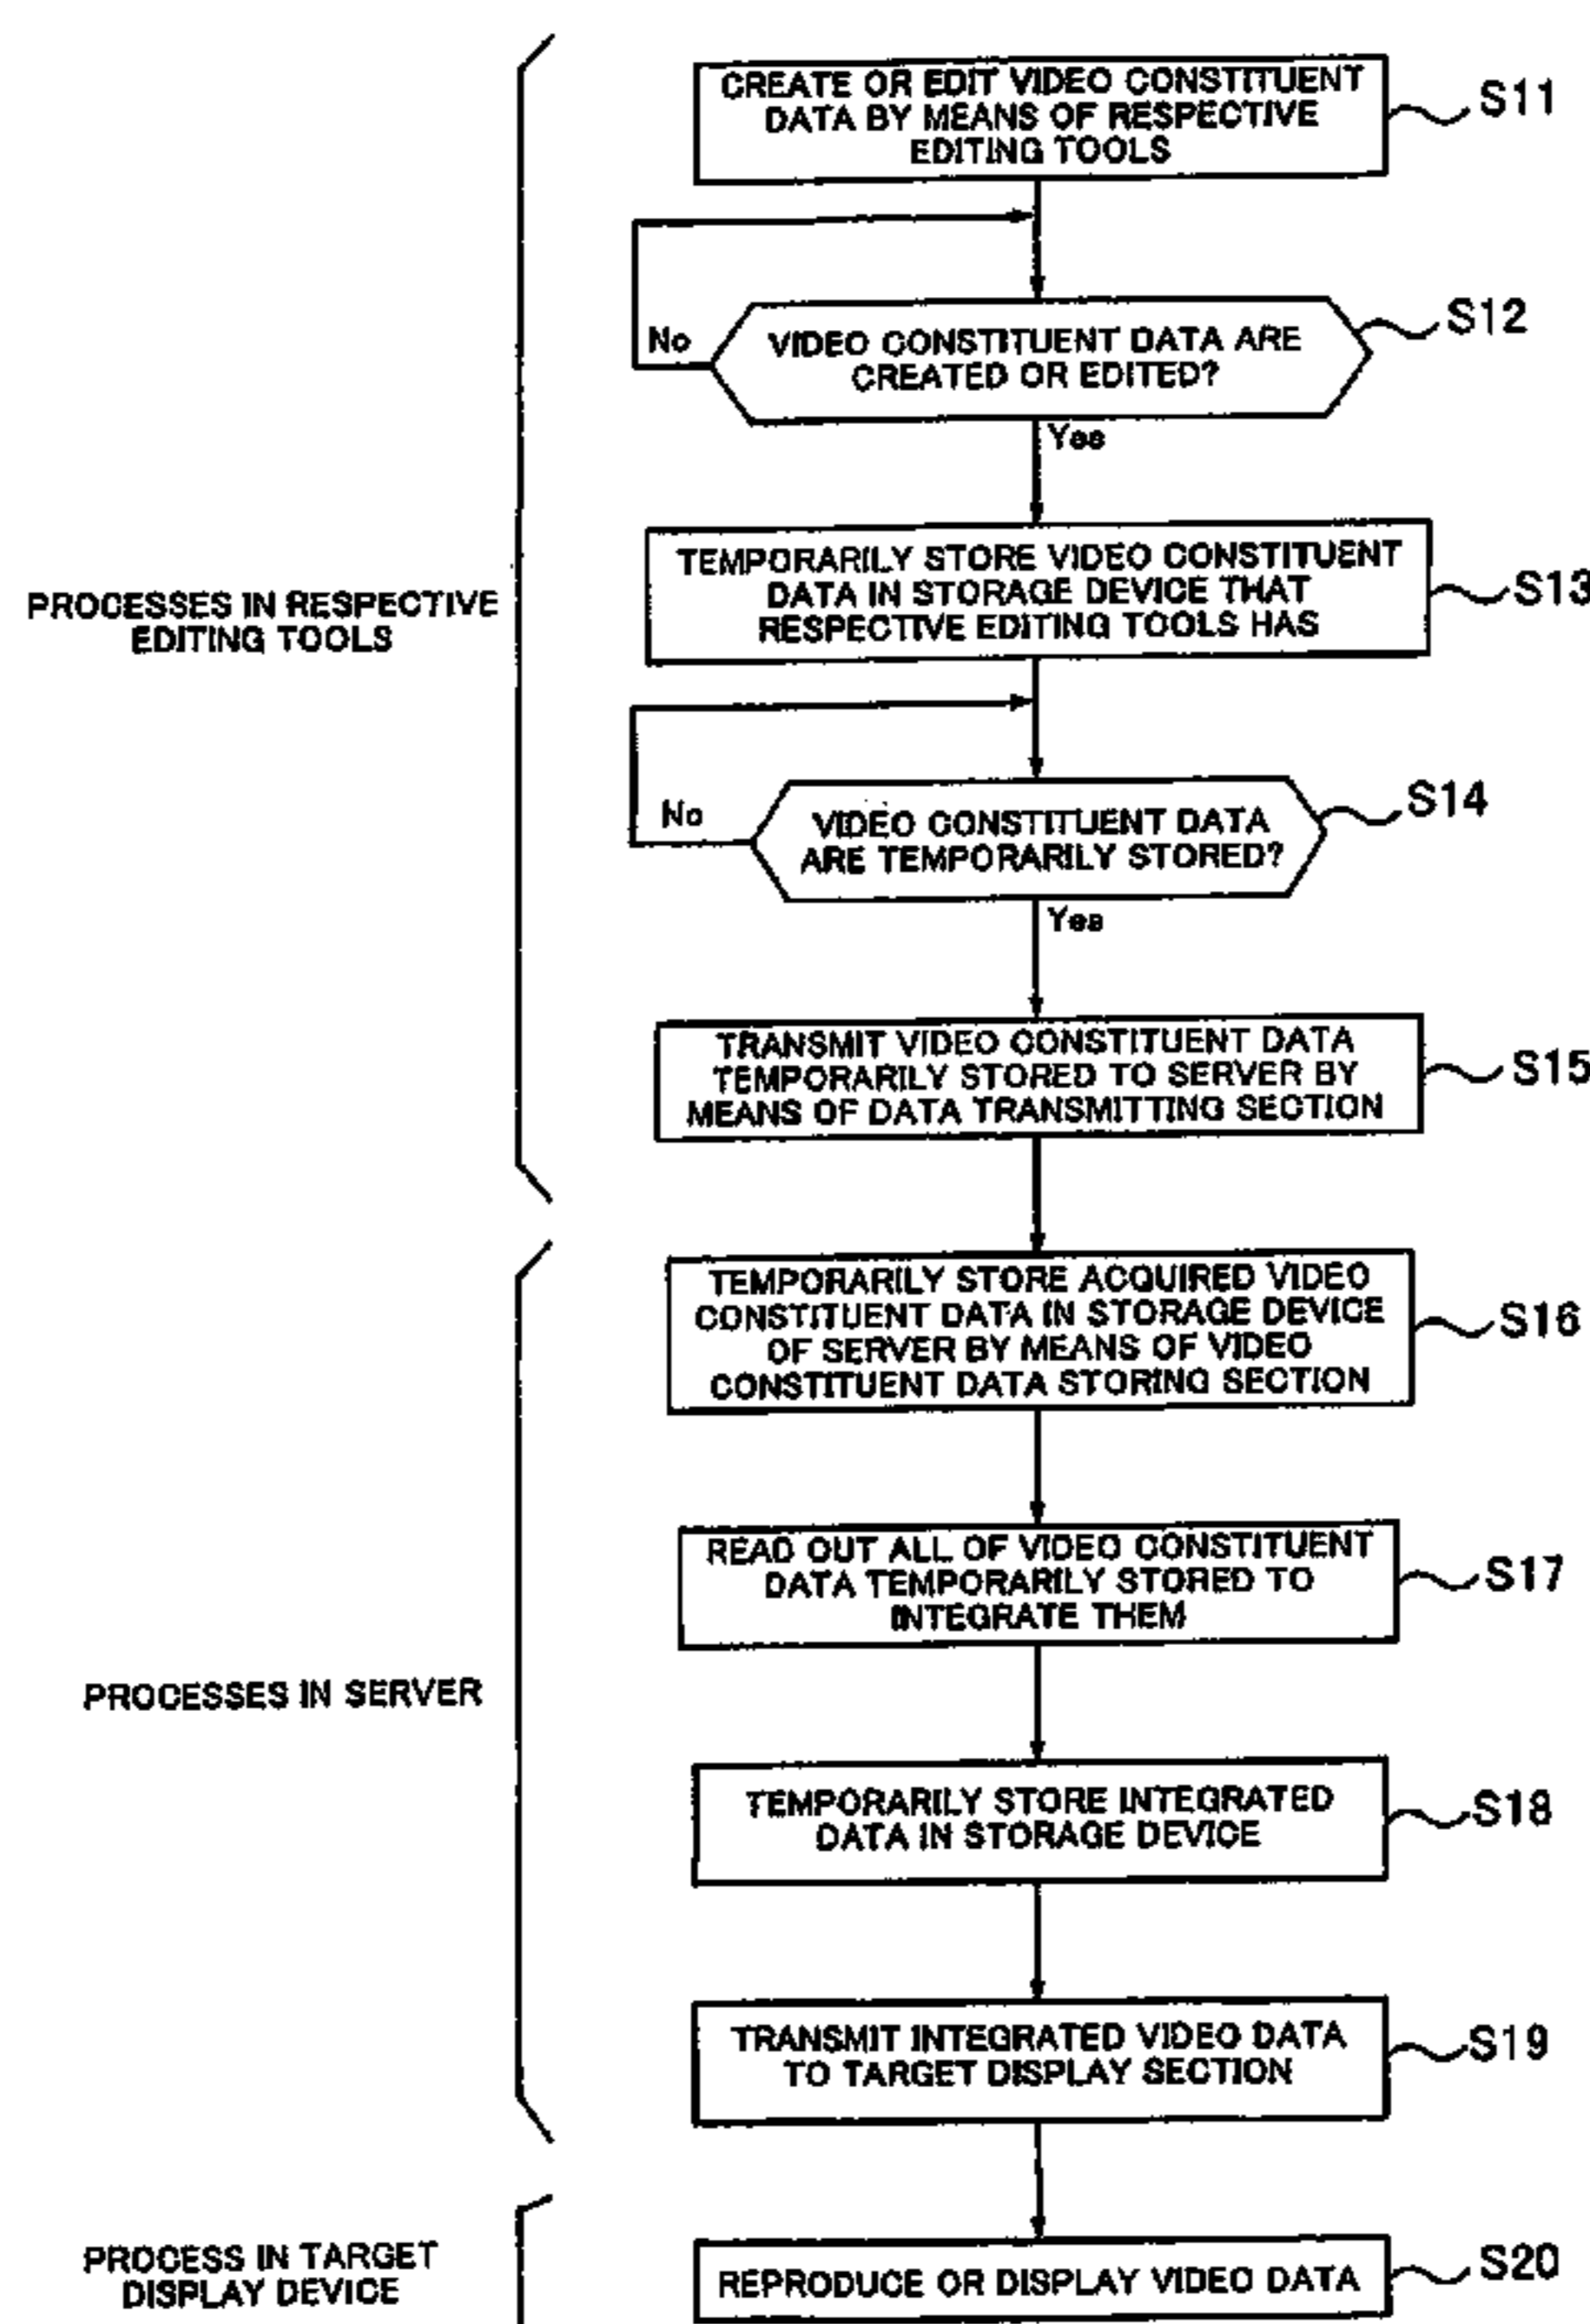 CREATE OR EDIT VIDEO CONSTITUENT
DATA BY MEANS OF RESPECTIVE
EDITING TOOLS
S11
No
VIDEO CONSTITUENT DATA ARE
CREATED OR EDITED?
S12
Yes
TEMPORARILY STORE VIDEO CONSTITUENT
DATA IN STORAGE DEVICE THAT
RESPECTIVE EDITING TOOLS HAS
S13
PROCESSES IN RESPECTIVE
EDITING TOOLS
No
VIDEO CONSTITUENT DATA
ARE TEMPORARILY STORED?
S14
Yes
TRANSMIT VIDEO CONSTITUENT DATA
TEMPORARILY STORED TO SERVER BY
MEANS OF DATA TRANSMITTING SECTION
S15
TEMPORARILY STORE ACQUIRED VIDEO
CONSTITUENT DATA IN STORAGE DEVICE
OF SERVER BY MEANS OF VIDEO
CONSTITUENT DATA STORING SECTION
S16
READ OUT ALL OF VIDEO CONSTITUENT
DATA TEMPORARILY STORED TO
INTEGRATE THEM
S17
PROCESSES IN SERVER
TEMPORARILY STORE INTEGRATED
DATA IN STORAGE DEVICE
S18
TRANSMIT INTEGRATED VIDEO DATA
TO TARGET DISPLAY SECTION
S19
PROCESS IN TARGET
DISPLAY DEVICE
REPRODUCE OR DISPLAY VIDEO DATA
S20